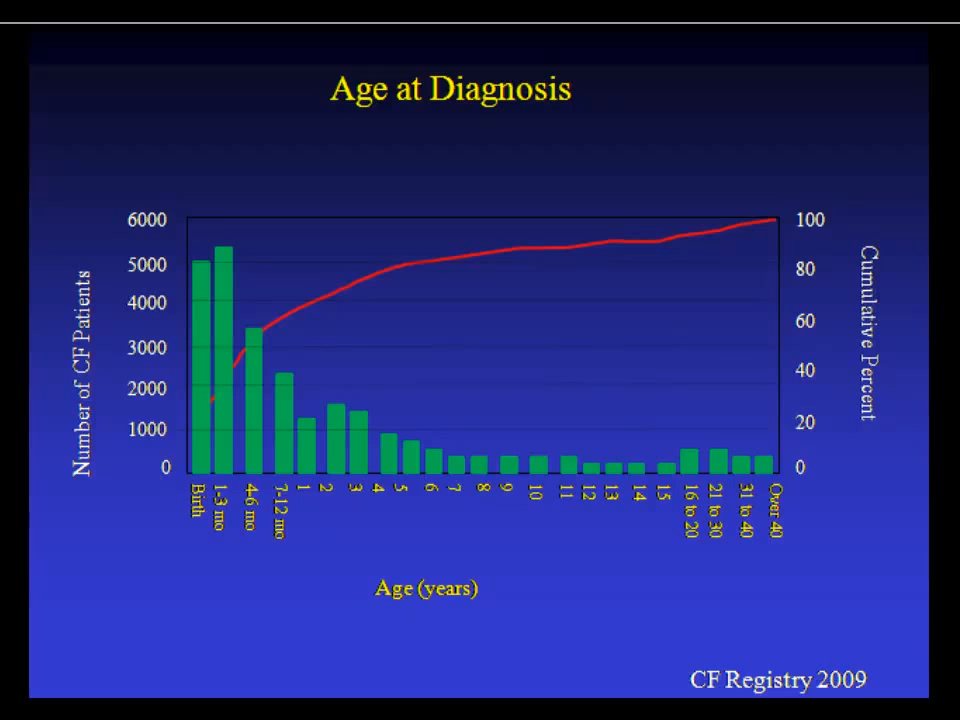 Age at Diagnosis
6000
5000
4000
3000
2000
1000
0
Number of CF Patients
100
80
60
40
20
0
Cumulative Percent
Birth
1-3 mo
4-6 mo
7-12 mo
1
2
3
4
5
6
7
8
9
10
11
12
13
14
15
16 to 20
21 to 30
31 to 40
Over 40
Age (years)
CF Registry 2009